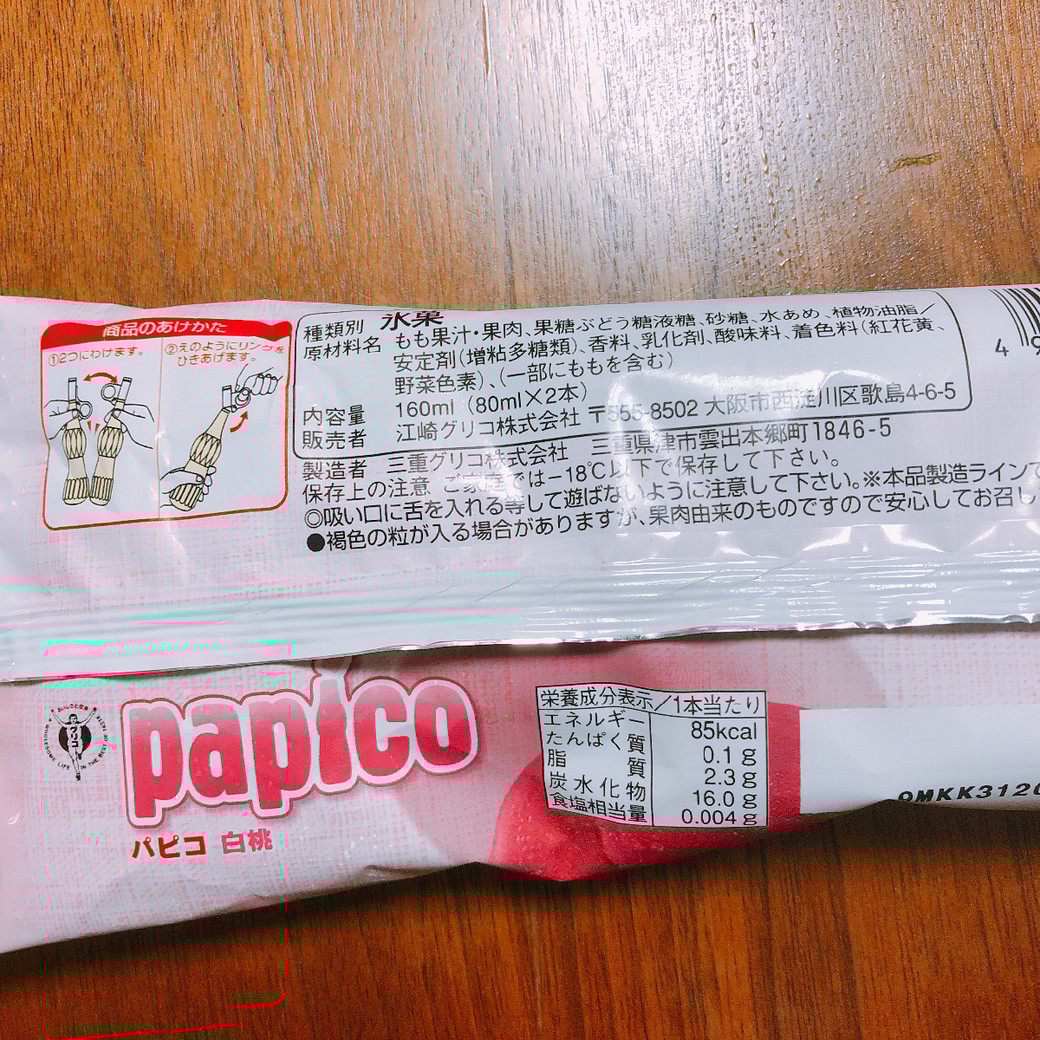 商品のあけかた
①2つにわけます。
②えのようにリングを
ひきあげます。
種類別 氷菓
原材料名 もも果汁・果肉、果糖ぶどう糖液糖、砂糖、水あめ、植物油脂/
安定剤(増粘多糖類)、香料、乳化剤、酸味料、着色料(紅花黄、
野菜色素)、(一部にももを含む)
内容量 160ml(80ml×2本)
販売者 江崎グリコ株式会社 〒555-8502 大阪市西淀川区歌島4-6-5
製造者 三重グリコ株式会社 三重県津市雲出本郷町1846-5
保存上の注意 ご家庭では-18℃以下で保存して下さい。
◎吸い口に舌を入れる等して遊ばないように注意して下さい。※本品製造ラインで
●褐色の粒が入る場合がありますが、果肉由来のものですので安心してお召し
4 9
papico
パピコ 白桃
グリコ
栄養成分表示/1本当たり
エネルギー 85kcal
たんぱく質 0.1g
脂質 2.3g
炭水化物 16.0g
食塩相当量 0.004g
9MKK3120